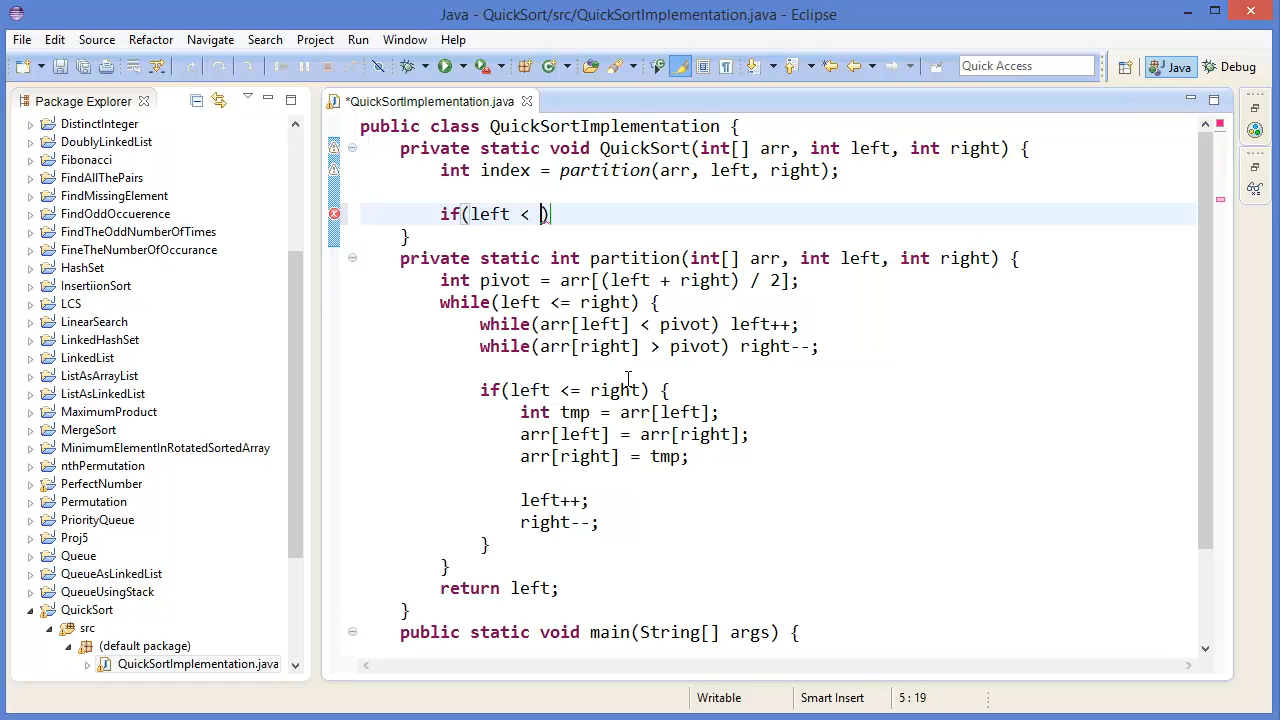 Java - QuickSort/src/QuickSortImplementation.java - Eclipse
File Edit Source Refactor Navigate Search Project Run Window Help
Quick Access
Java
Debug
Package Explorer
DistinctInteger
DoublyLinkedList
Fibonacci
FindAllThePairs
FindMissingElement
FindOddOccuerence
FindTheOddNumberOfTimes
FineTheNumberOfOccurance
HashSet
InsertiionSort
LCS
LinearSearch
LinkedHashSet
LinkedList
ListAsArrayList
ListAsLinkedList
MaximumProduct
MergeSort
MinimumElementInRotatedSortedArray
nthPermutation
PerfectNumber
Permutation
PriorityQueue
Proj5
Queue
QueueAsLinkedList
QueueUsingStack
QuickSort
src
(default package)
QuickSortImplementation.java
*QuickSortImplementation.java
public class QuickSortImplementation {
private static void QuickSort(int[] arr, int left, int right) {
int index = partition(arr, left, right);
if(left < )
}
private static int partition(int[] arr, int left, int right) {
int pivot = arr[(left + right) / 2];
while(left <= right) {
while(arr[left] < pivot) left++;
while(arr[right] > pivot) right--;
if(left <= right) {
int tmp = arr[left];
arr[left] = arr[right];
arr[right] = tmp;
left++;
right--;
}
}
return left;
}
public static void main(String[] args) {
Writable
Smart Insert
5 : 19